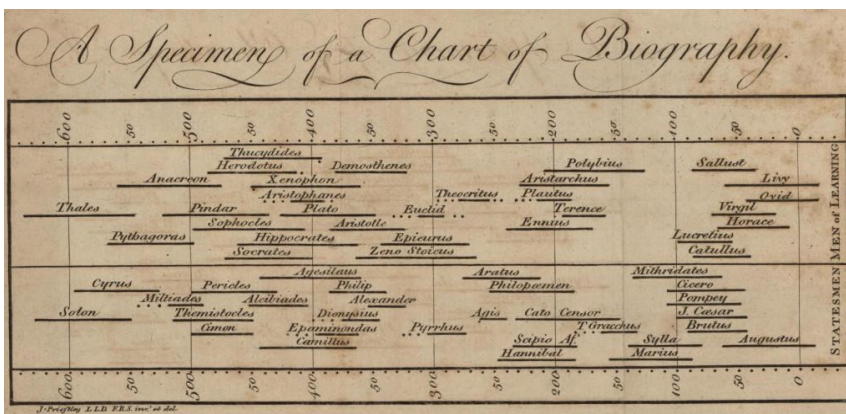 A Specimen of a Chart of Biography.
600 50 500 50 400 50 300 50 200 50 100 50 0
Thucydides
Herodotus Demosthenes Polybius Sallust
Anacreon Xenophon Aristarchus Livy
Aristophanes Theocritus Plautus Ovid
Thales Pindar Plato Euclid Terence Virgil
Sophocles Aristotle Ennius Horace
Pythagoras Hippocrates Epicurus Lucretius
Socrates Zeno Stoicus Catullus
MEN of LEARNING
Agesilaus Aratus Mithridates
Cyrus Pericles Philip Philopœmen Cicero
Miltiades Alcibiades Alexander Pompey
Solon Themistocles Dionysius Agis Cato Censor J. Cæsar
Cimon Epaminondas Pyrrhus T Gracchus Brutus
Camillus Scipio Af. Sylla Augustus
Hannibal Marius
STATESMEN
600 50 500 50 400 50 300 50 200 50 100 50 0
J. Priestley L.L.D. F.R.S. inv.t et del.